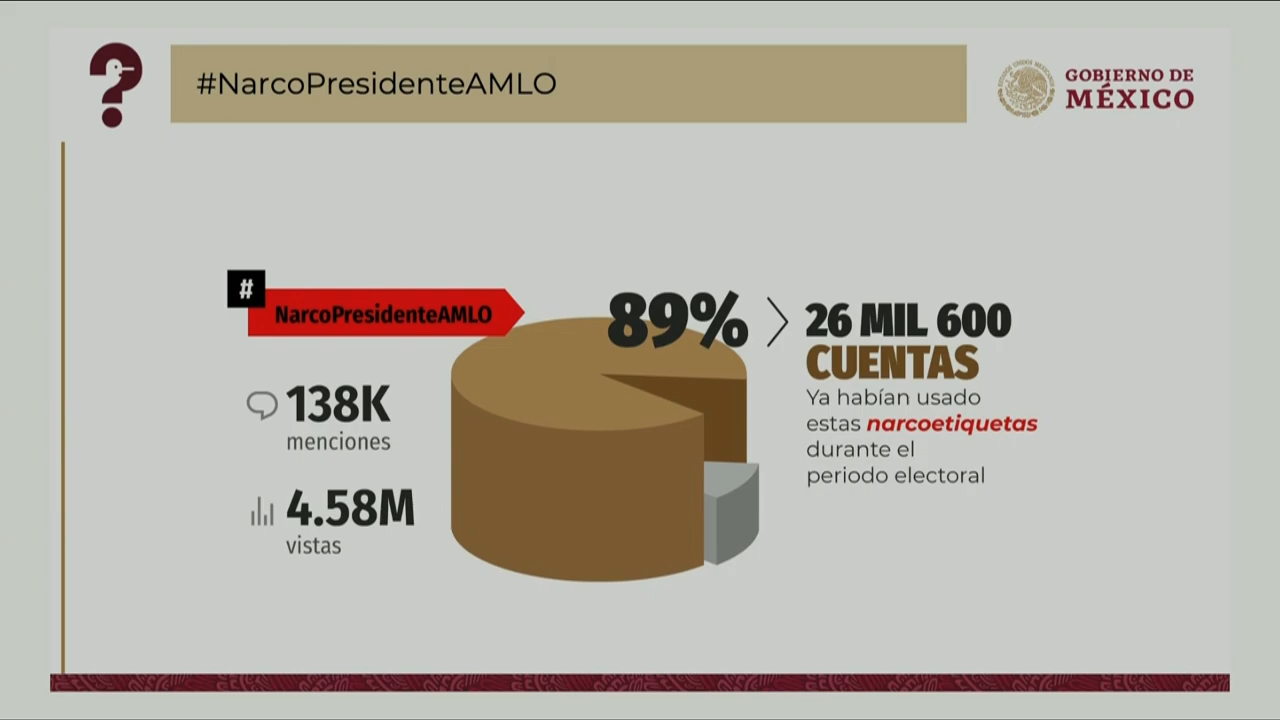 #NarcoPresidenteAMLO
GOBIERNO DE
MÉXICO
#
NarcoPresidenteAMLO
138K
menciones
4.58M
vistas
89%
26 MIL 600
CUENTAS
Ya habían usado
estas narcoetiquetas
durante el
periodo electoral